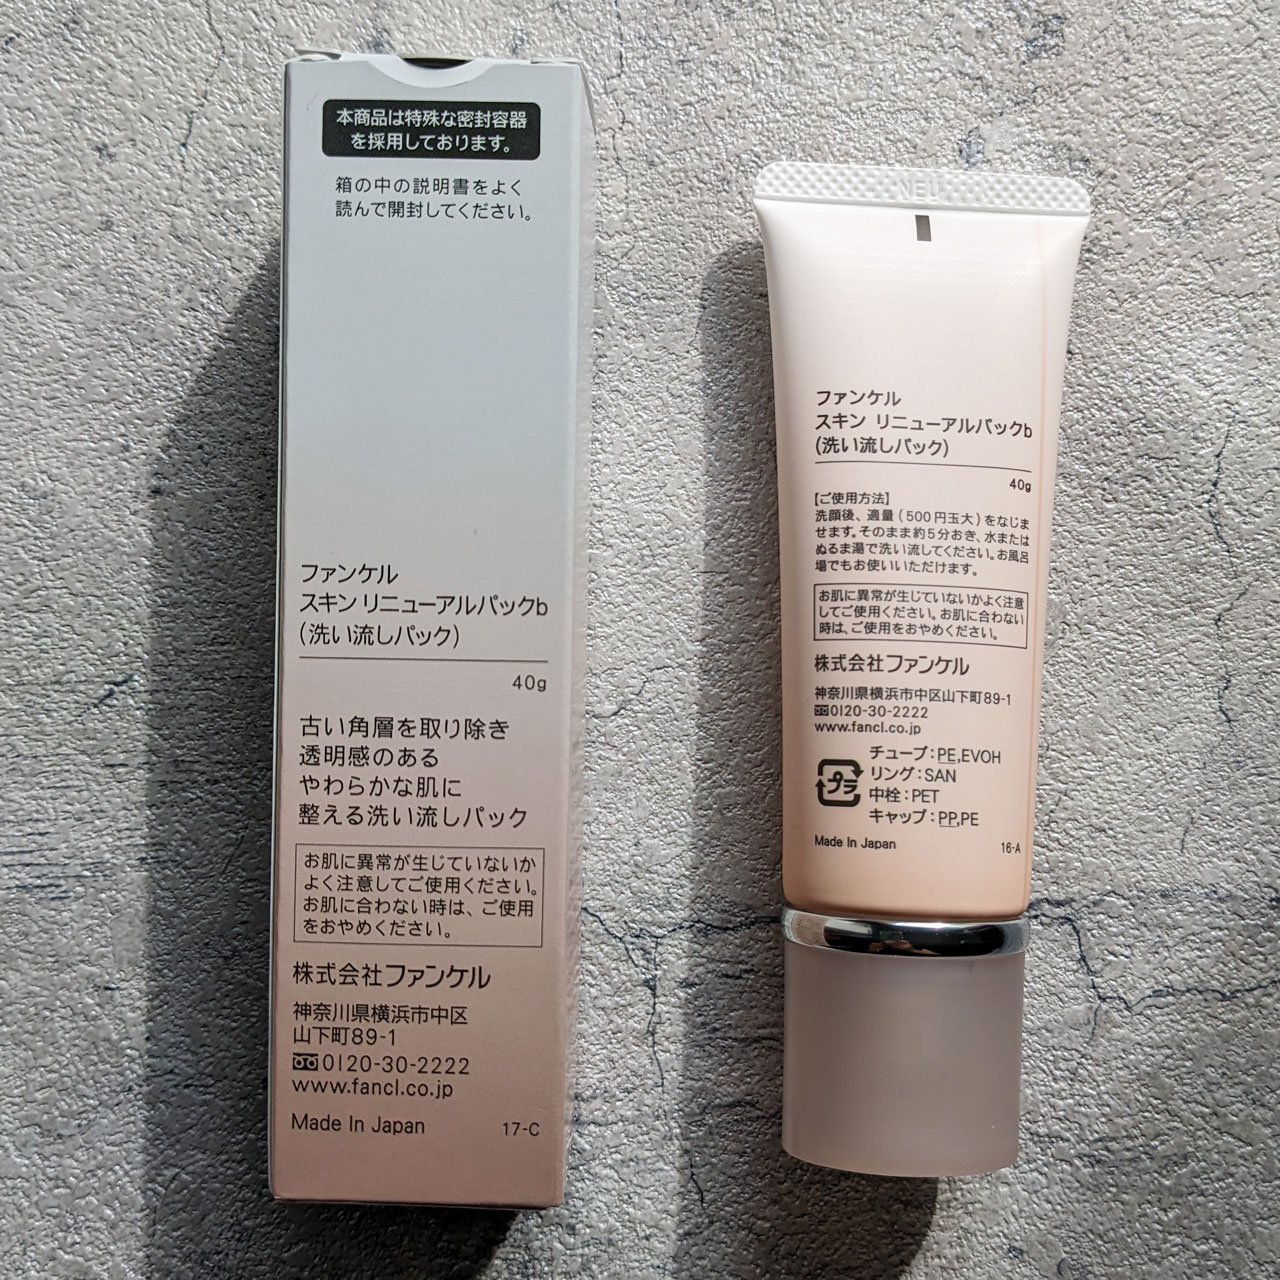 本商品は特殊な密封容器
を採用しております。
箱の中の説明書をよく
読んで開封してください。
ファンケル
スキン リニューアルパックb
(洗い流しパック)
40g
古い角層を取り除き
透明感のある
やわらかな肌に
整える洗い流しパック
お肌に異常が生じていないか
よく注意してご使用ください。
お肌に合わない時は、ご使用
をおやめください。
株式会社ファンケル
神奈川県横浜市中区
山下町89-1
0120-30-2222
www.fancl.co.jp
Made In Japan 17-C
ファンケル
スキン リニューアルパックb
(洗い流しパック)
40g
【ご使用方法】
洗顔後、適量(500円玉大)をなじま
せます。そのまま約5分おき、水または
ぬるま湯で洗い流してください。お風呂
場でもお使いいただけます。
お肌に異常が生じていないかよく注意
してご使用ください。お肌に合わない
時は、ご使用をおやめください。
株式会社ファンケル
神奈川県横浜市中区山下町89-1
0120-30-2222
www.fancl.co.jp
プラ
チューブ:PE,EVOH
リング:SAN
中栓:PET
キャップ:PP,PE
Made In Japan 16-A